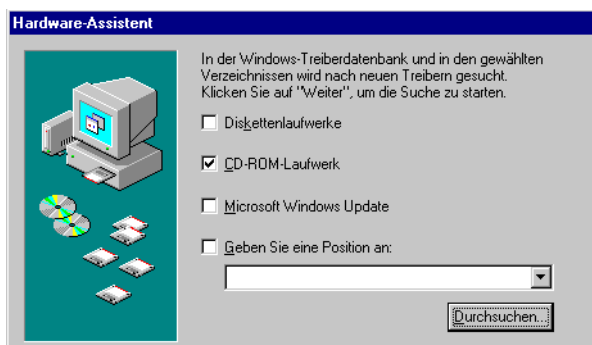 Hardware-Assistent
In der Windows-Treiberdatenbank und in den gewählten
Verzeichnissen wird nach neuen Treibern gesucht.
Klicken Sie auf "Weiter", um die Suche zu starten.
Diskettenlaufwerke
CD-ROM-Laufwerk
Microsoft Windows Update
Geben Sie eine Position an:
Durchsuchen...